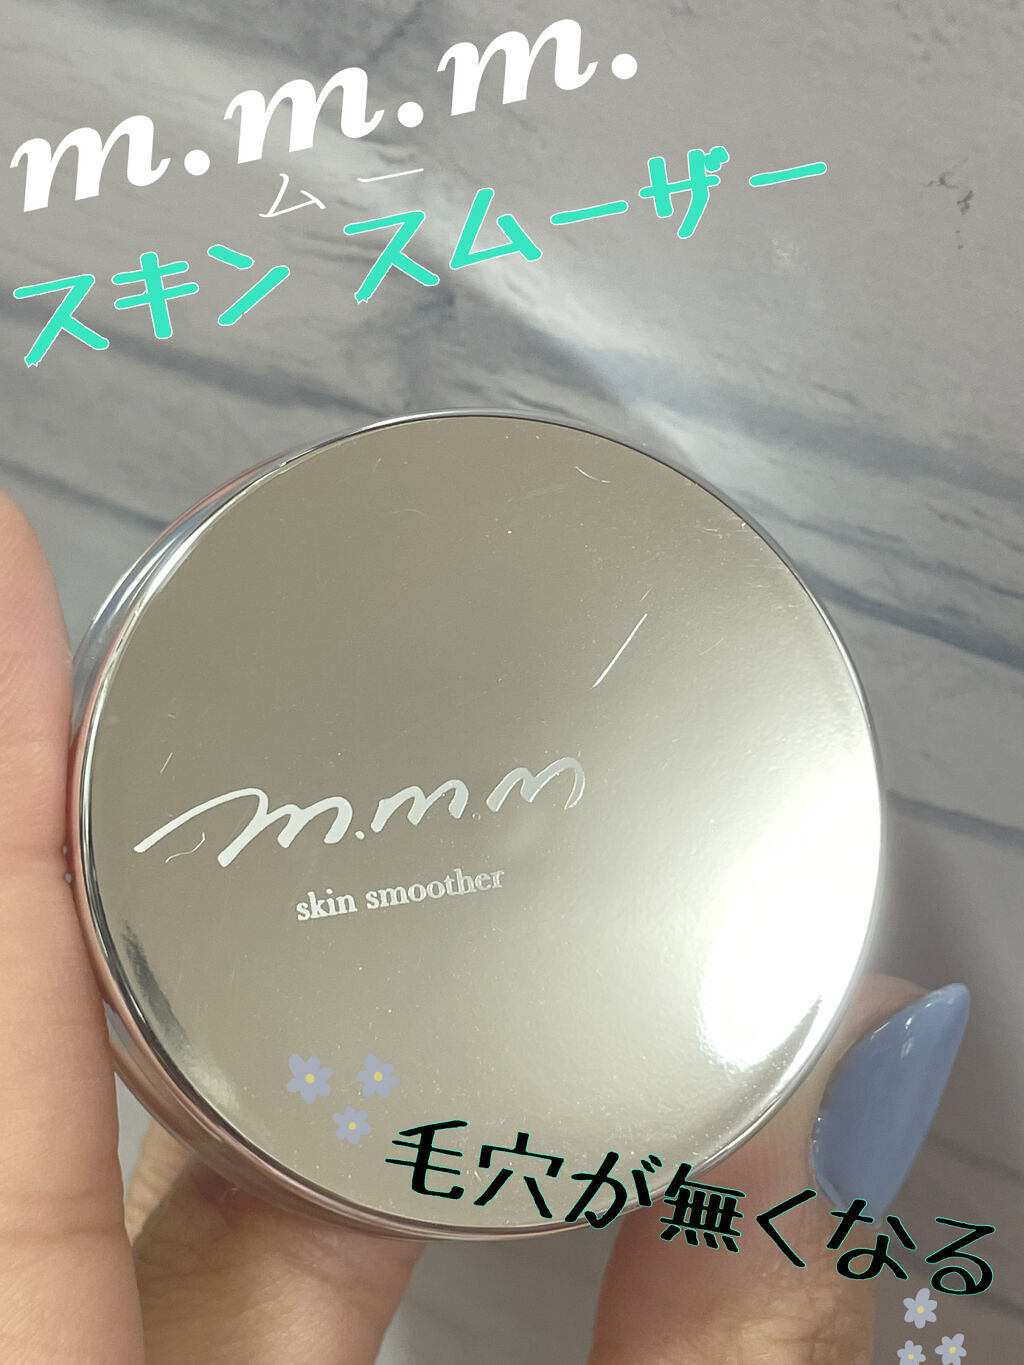 m.m.m.
ムー
スキン スムーザー
m.m.m
skin smoother
毛穴が無くなる